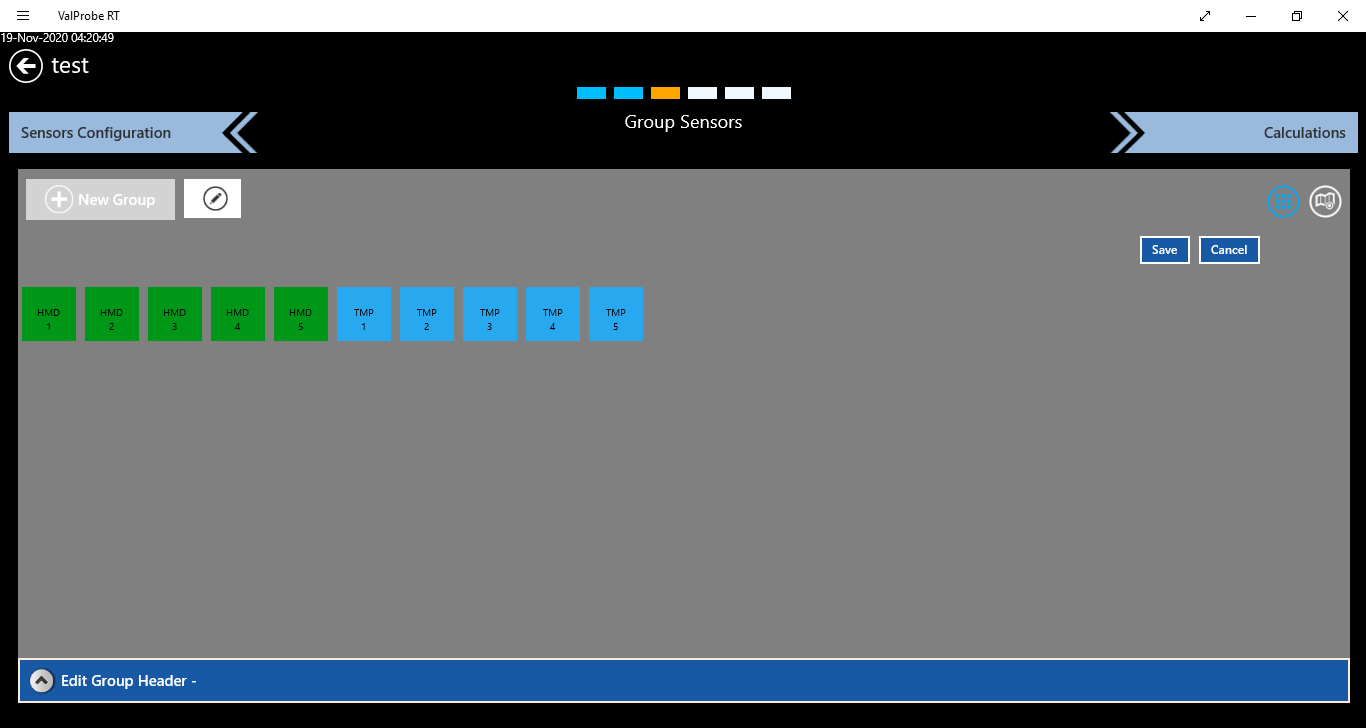 ValProbe RT
19-Nov-2020 04:20:49
test
Sensors Configuration
Group Sensors
Calculations
New Group
Save
Cancel
HMD
1
HMD
2
HMD
3
HMD
4
HMD
5
TMP
1
TMP
2
TMP
3
TMP
4
TMP
5
Edit Group Header -